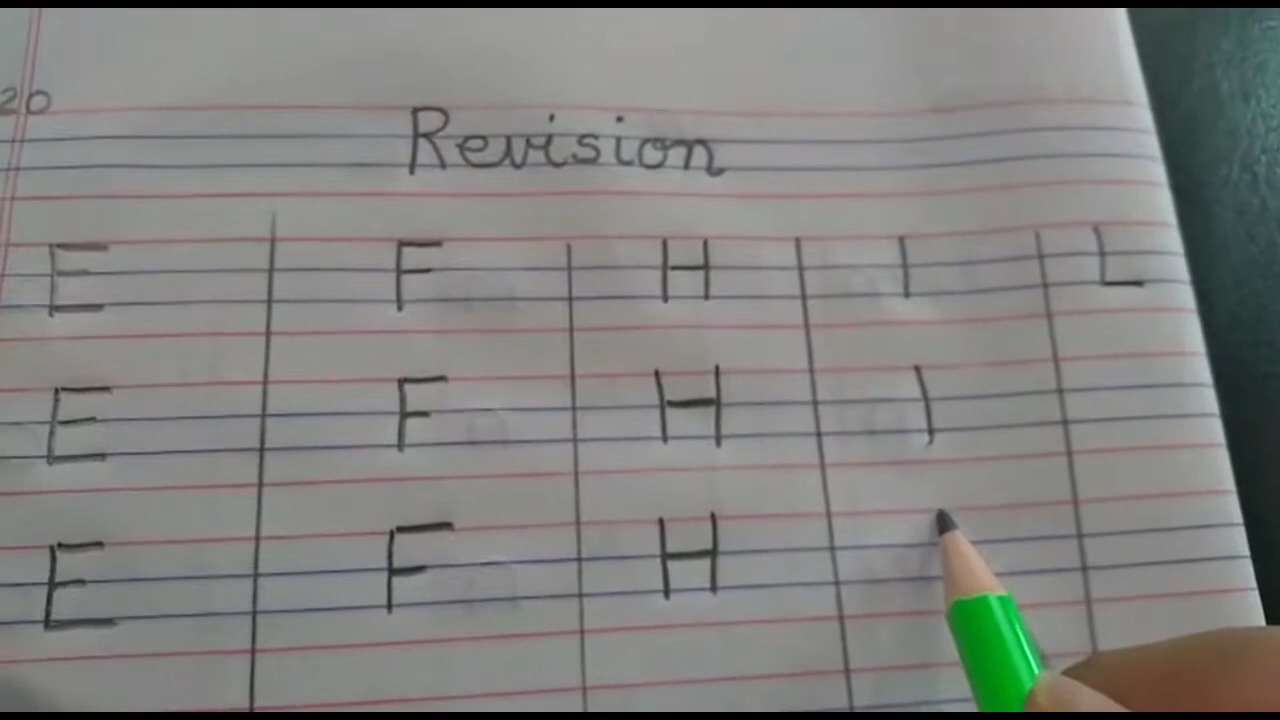 20
Revision
E F H I L
E F H I
E F H